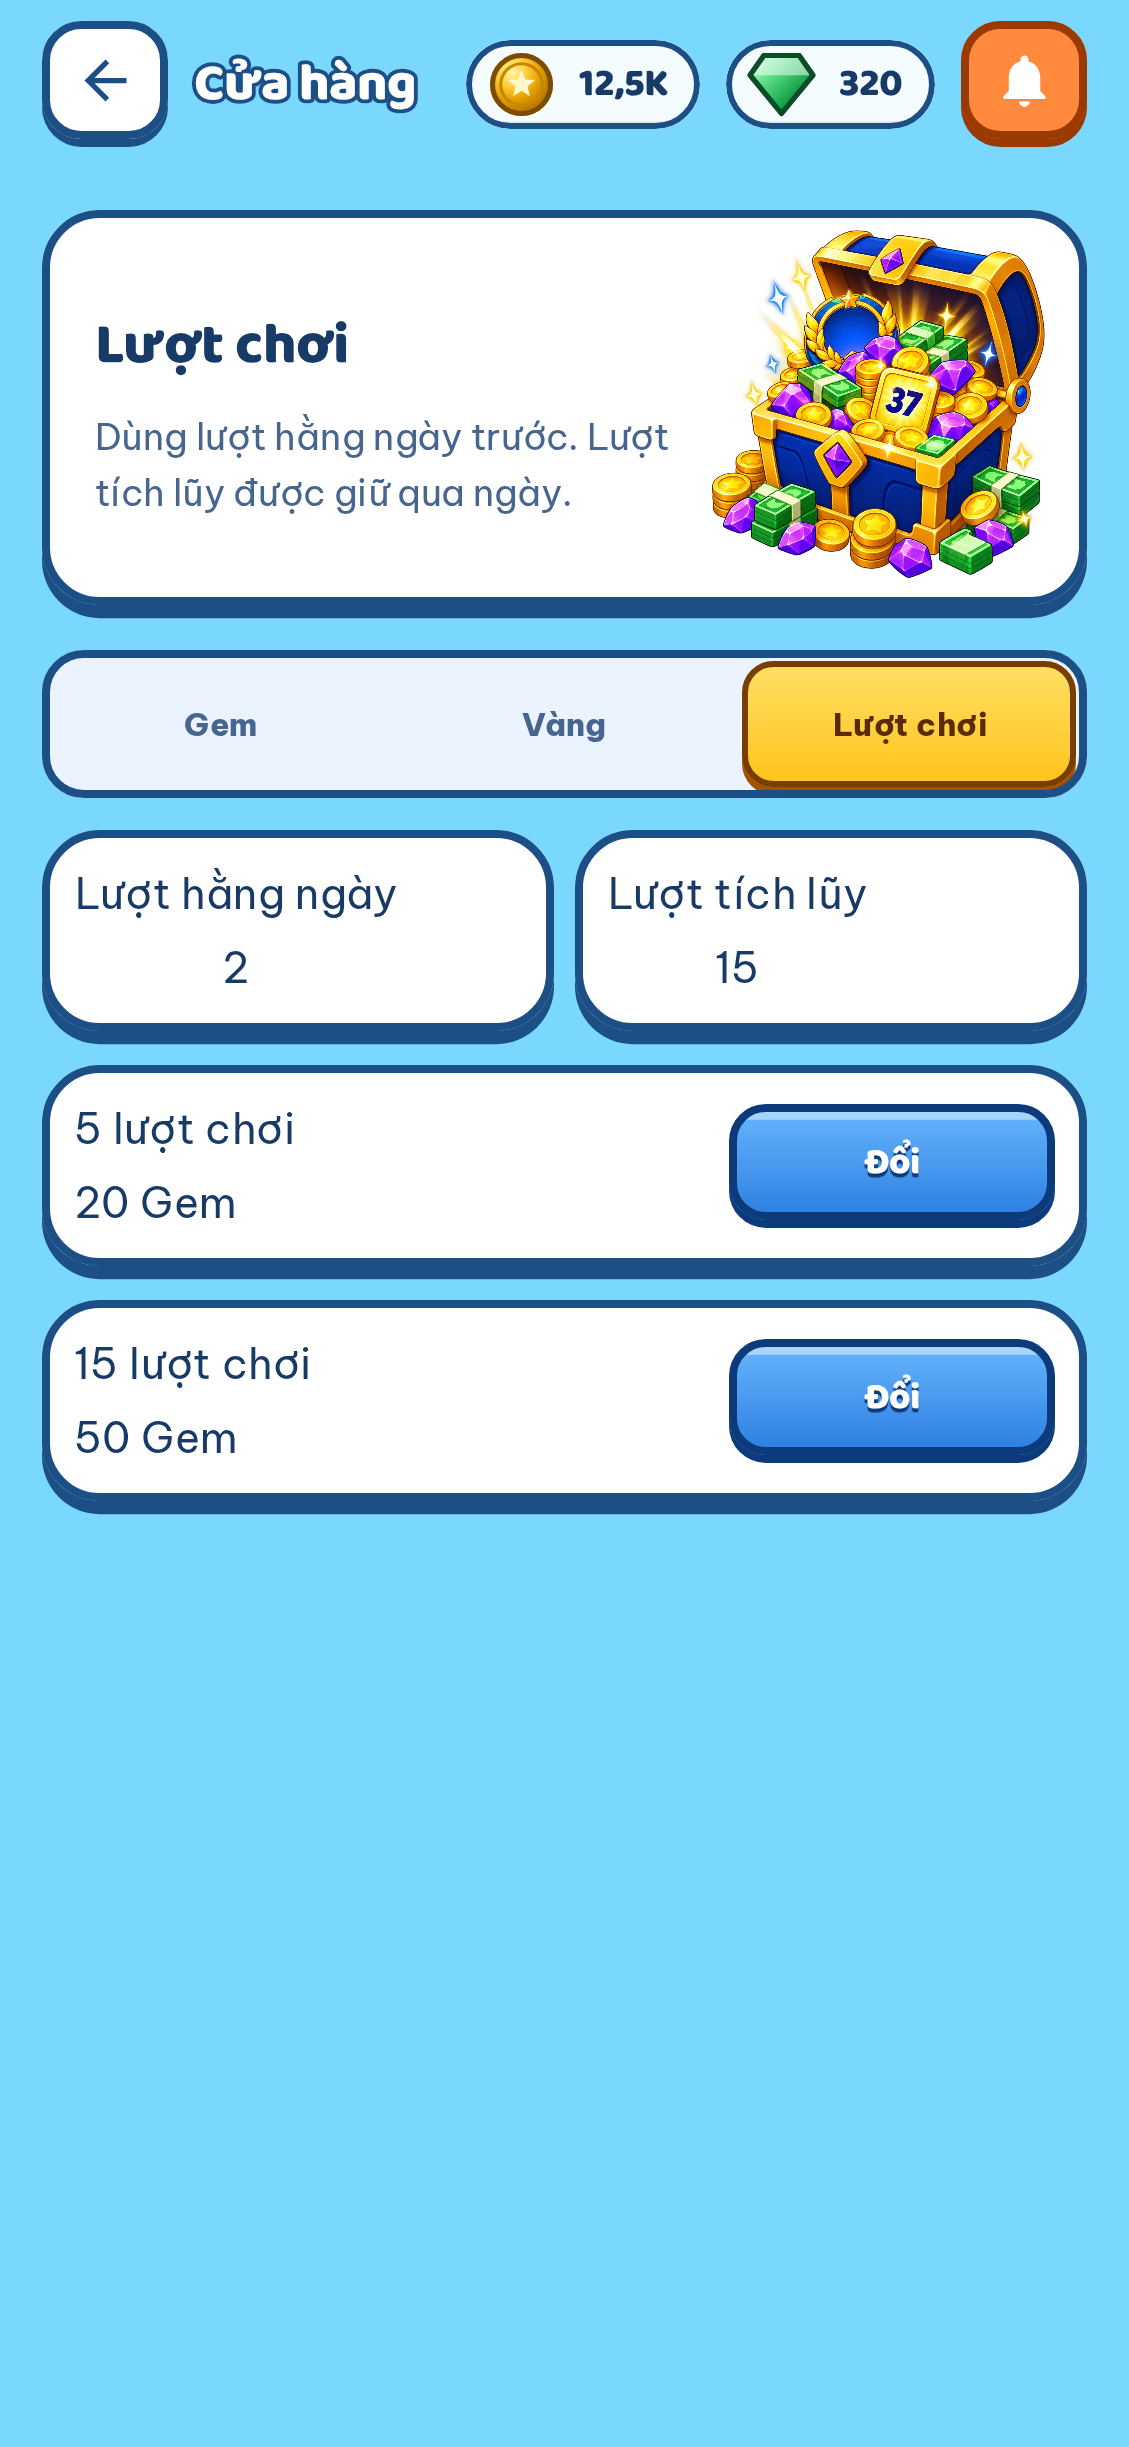 Cửa hàng
12,5K
320
Lượt chơi
Dùng lượt hằng ngày trước. Lượt
tích lũy được giữ qua ngày.
37
Gem
Vàng
Lượt chơi
Lượt hằng ngày
2
Lượt tích lũy
15
5 lượt chơi
20 Gem
Đổi
15 lượt chơi
50 Gem
Đổi